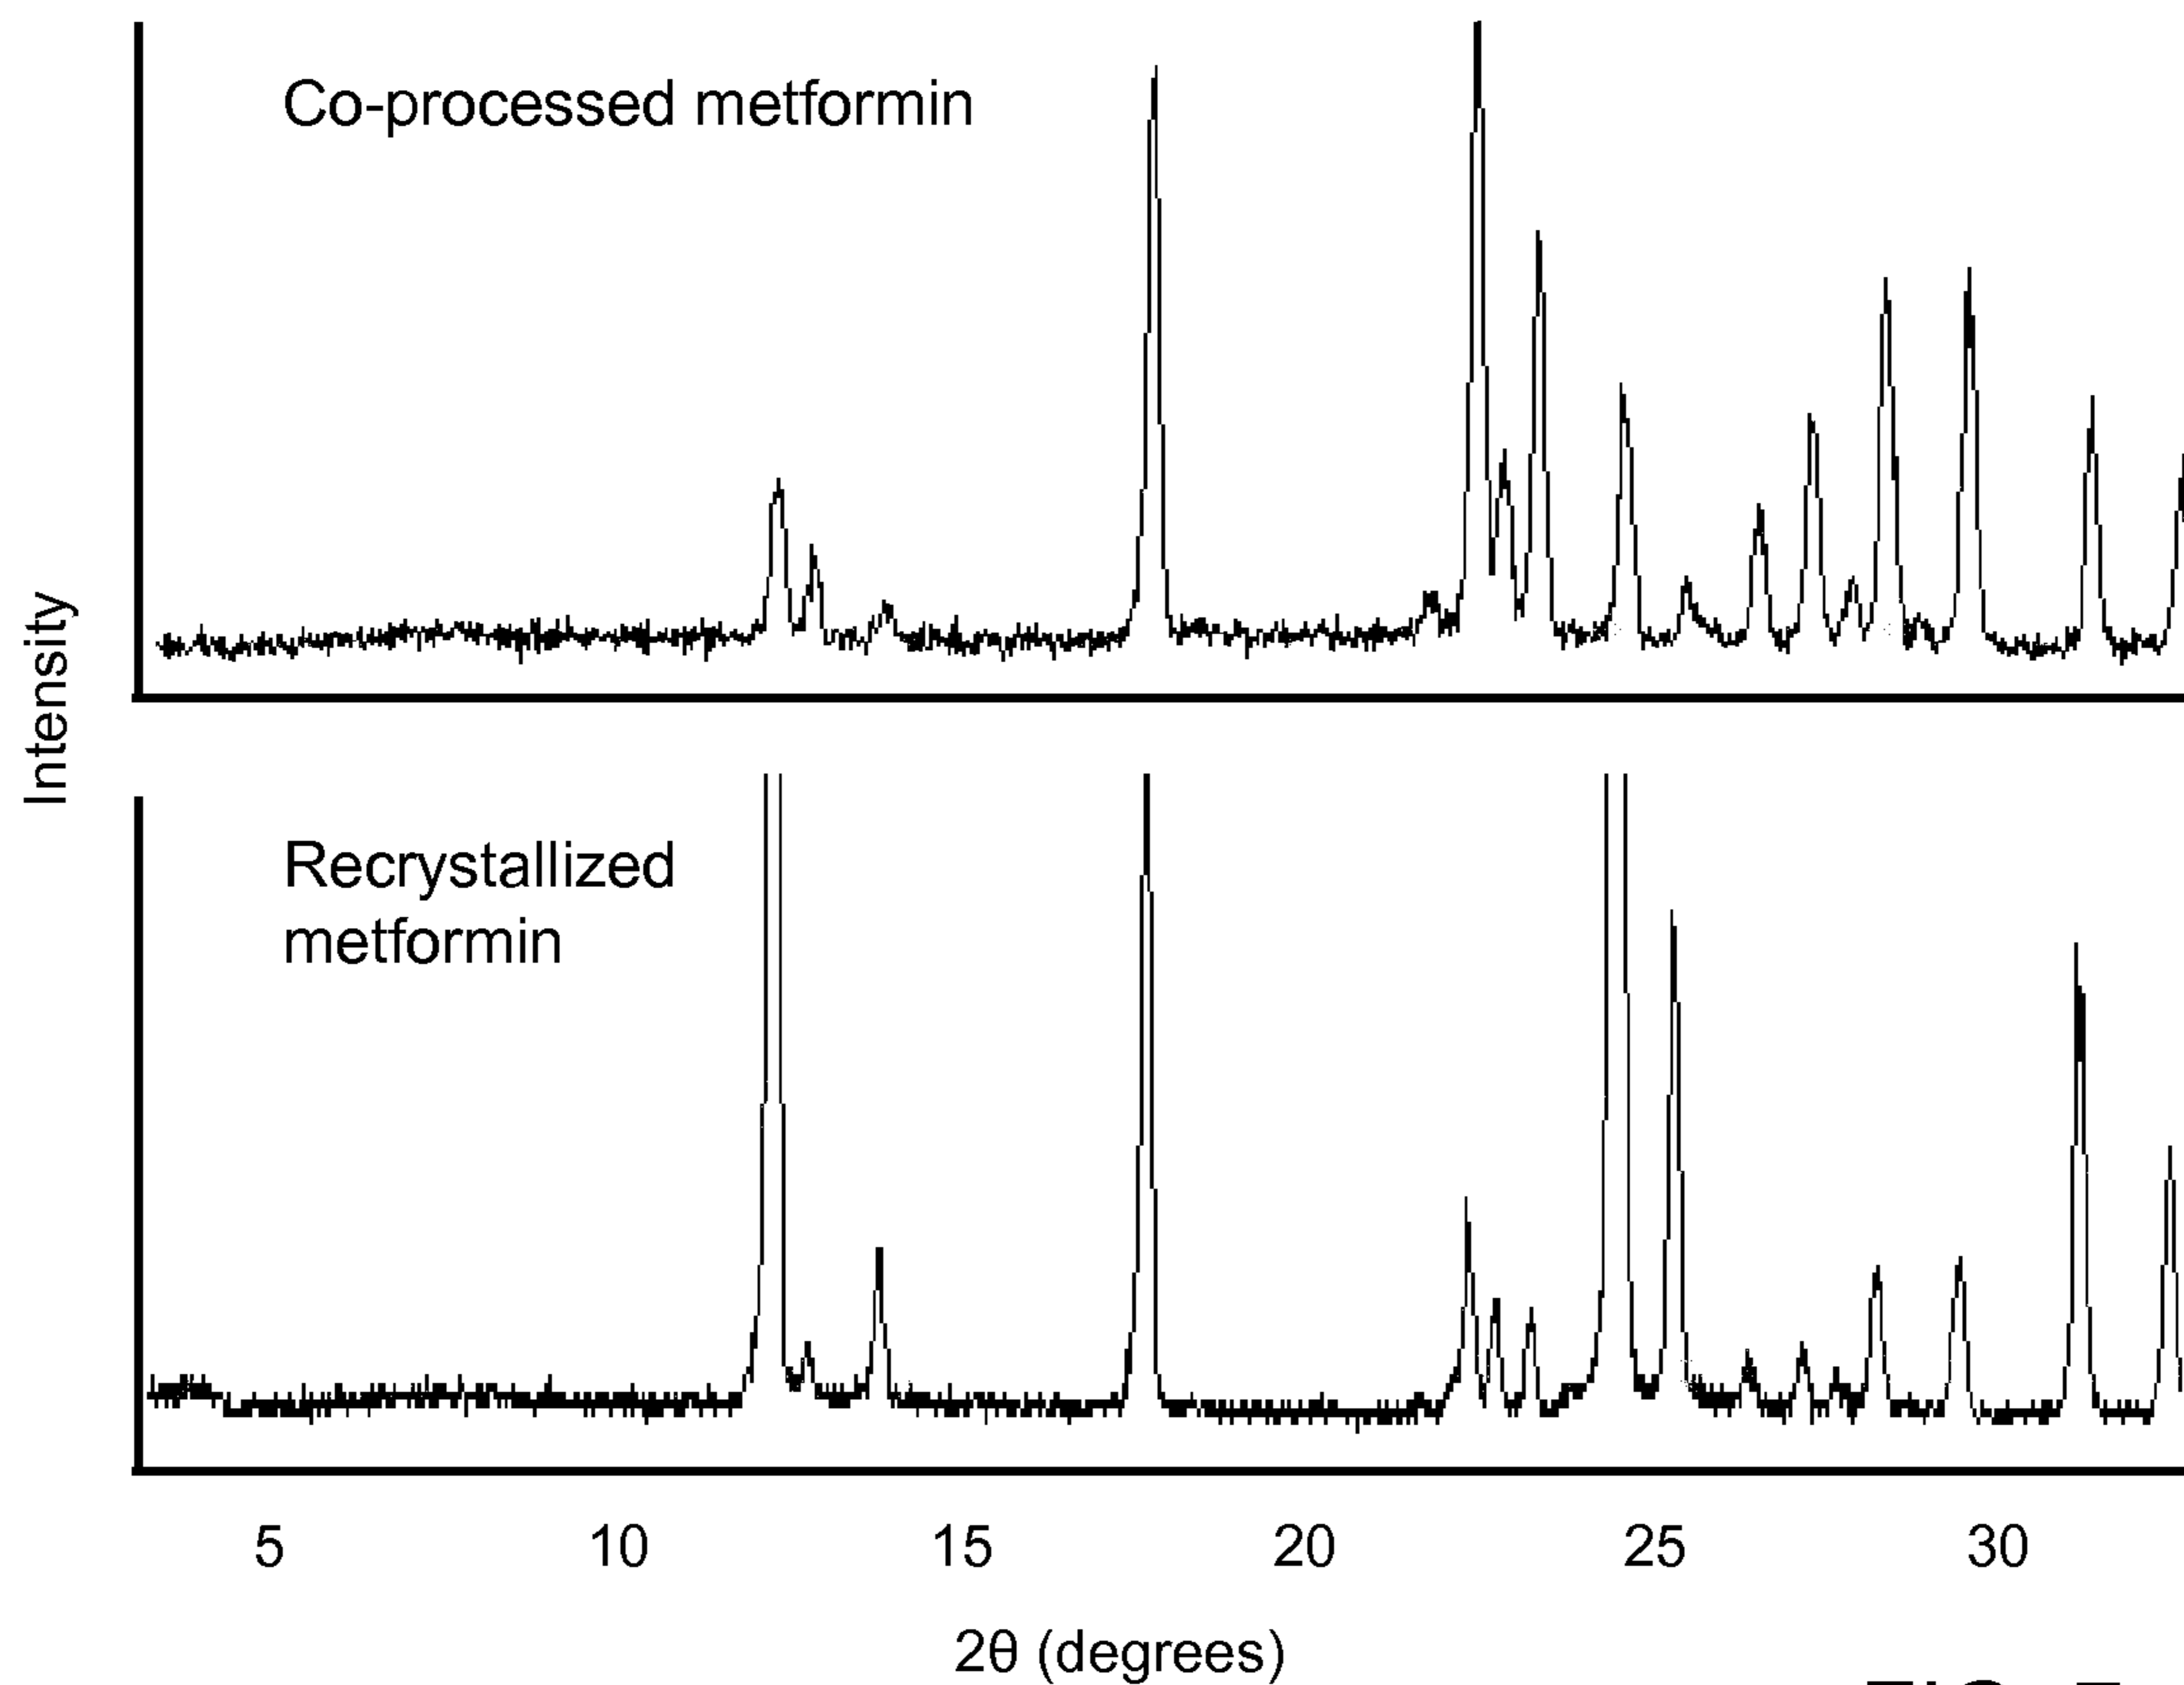 Co-processed metformin
Intensity
Recrystallized
metformin
5 10 15 20 25 30
2θ (degrees)